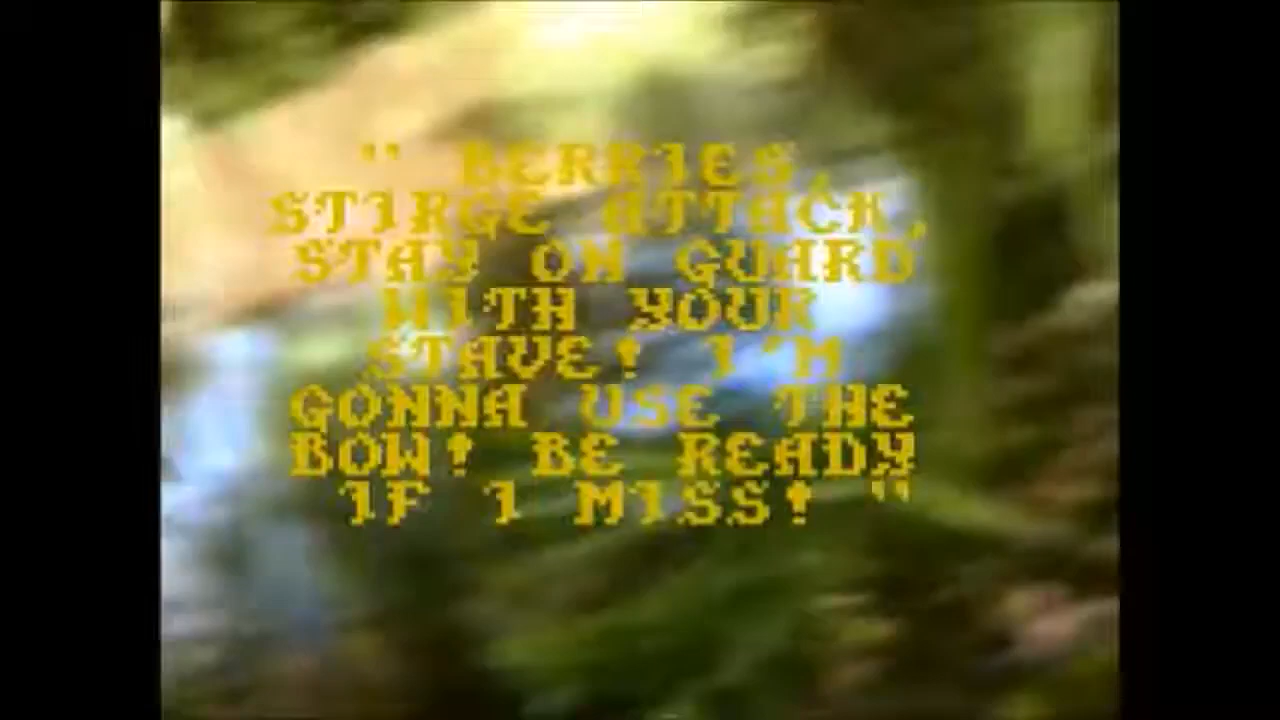 " BERRIES,
STIRGE ATTACK,
STAY ON GUARD
WITH YOUR
STAVE! I'M
GONNA USE THE
BOW! BE READY
IF I MISS! "